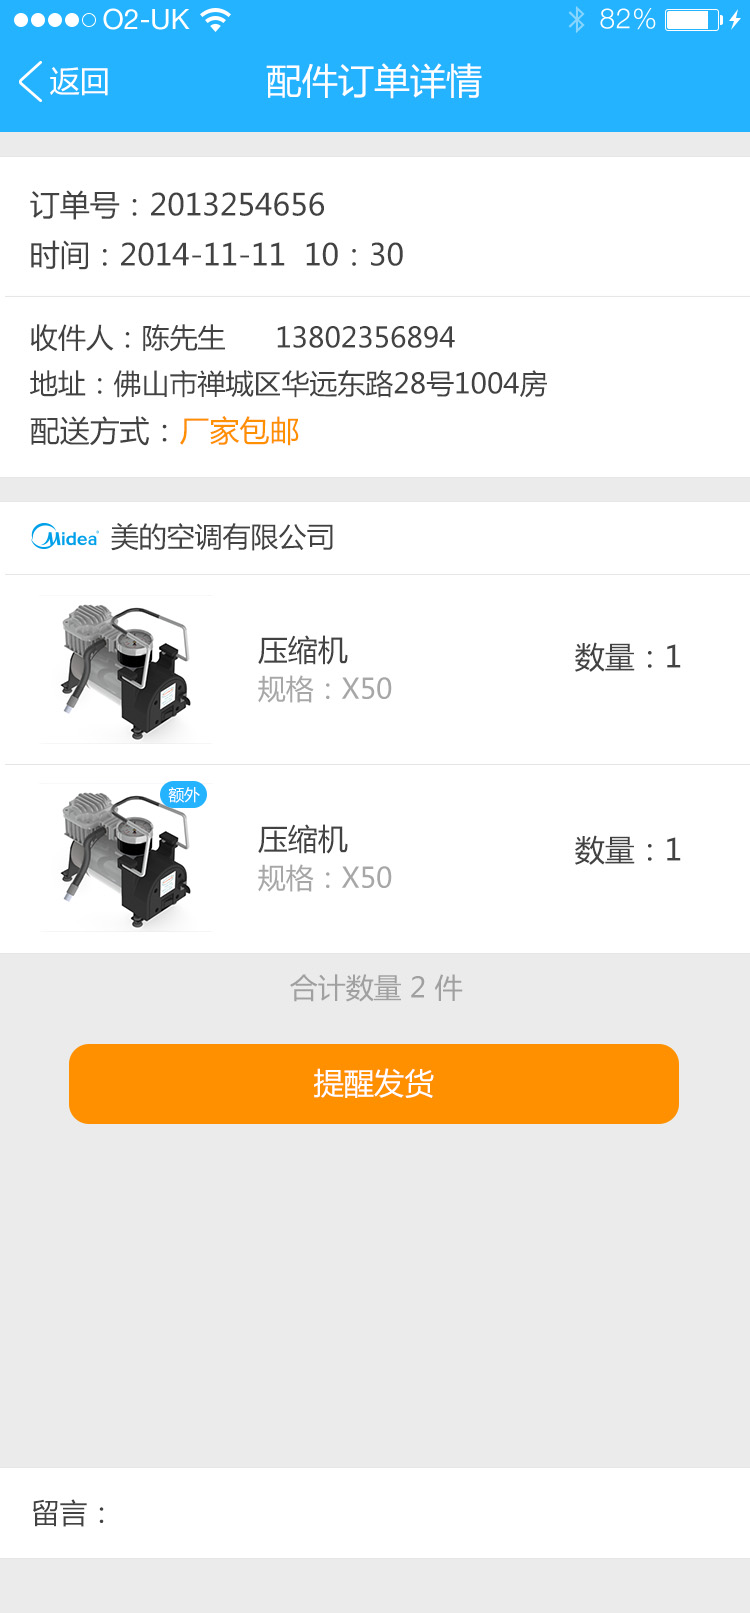 O2-UK 82%
返回 配件订单详情
订单号：2013254656
时间：2014-11-11 10：30
收件人：陈先生 13802356894
地址：佛山市禅城区华远东路28号1004房
配送方式：厂家包邮
Midea 美的空调有限公司
压缩机
规格：X50
数量：1
额外
压缩机
规格：X50
数量：1
合计数量 2 件
提醒发货
留言：